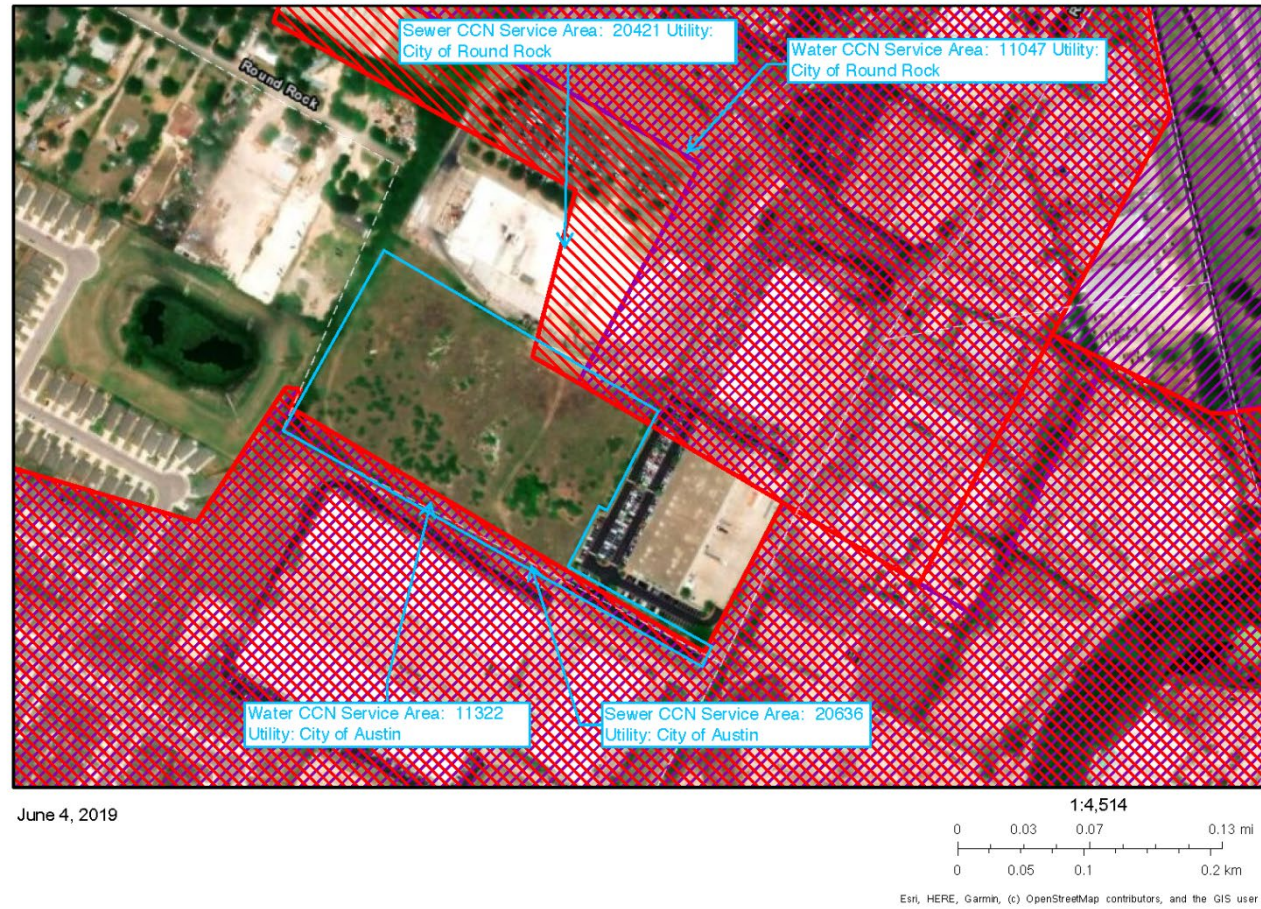 Sewer CCN Service Area: 20421 Utility:
City of Round Rock
Water CCN Service Area: 11047 Utility:
City of Round Rock
Round Rock
Water CCN Service Area: 11322
Utility: City of Austin
Sewer CCN Service Area: 20636
Utility: City of Austin
June 4, 2019
1:4,514
0 0.03 0.07 0.13 mi
0 0.05 0.1 0.2 km
Esri, HERE, Garmin, (c) OpenStreetMap contributors, and the GIS user